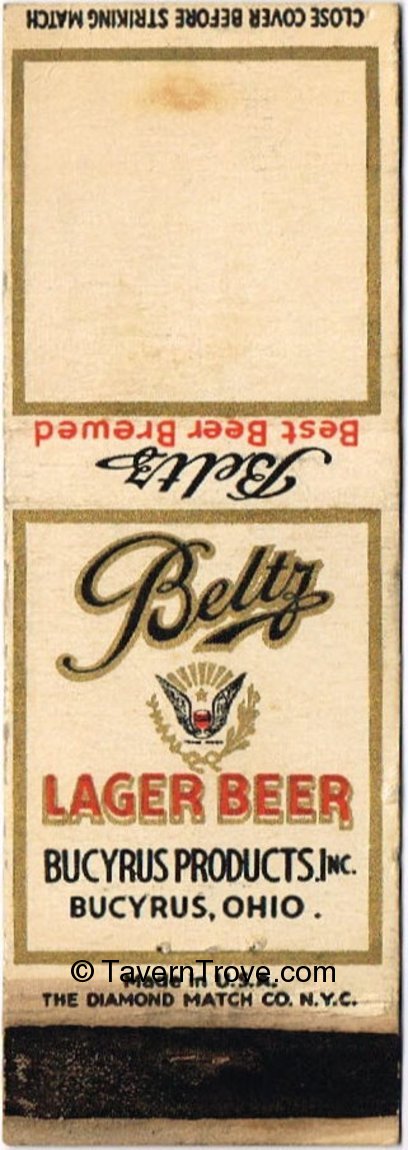 CLOSE COVER BEFORE STRIKING MATCH
Best Beer Brewed
Beltz
Beltz
LAGER BEER
BUCYRUS PRODUCTS, INC.
BUCYRUS, OHIO.
© TavernTrove.com
Made in U.S.A.
THE DIAMOND MATCH CO. N.Y.C.